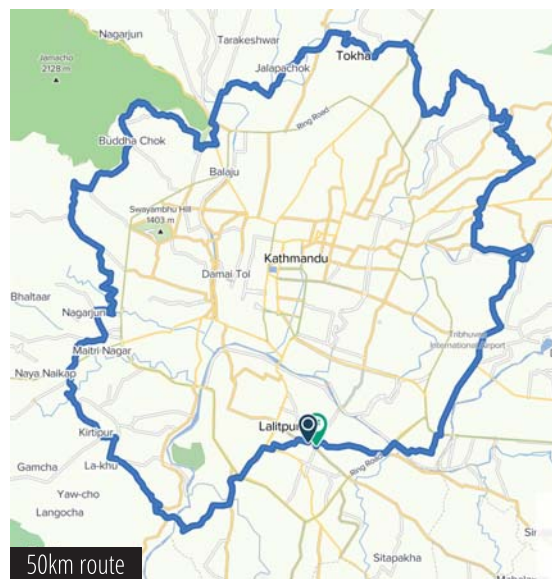 Nagarjun
Tarakeshwar
Jamacho
2128 m
Jalapachok
Tokha
Ring Road
Buddha Chok
Balaju
Swayambhu Hill
1403 m
Kathmandu
Damai Tol
Bhaltaar
Nagarjun
Tribhuvan
International Airport
Maitri Nagar
Naya Naikap
Lalitpur
Kirtipur
Ring Road
Gamcha
La-khu
Yaw-cho
Langocha
Sitapakha
50km route